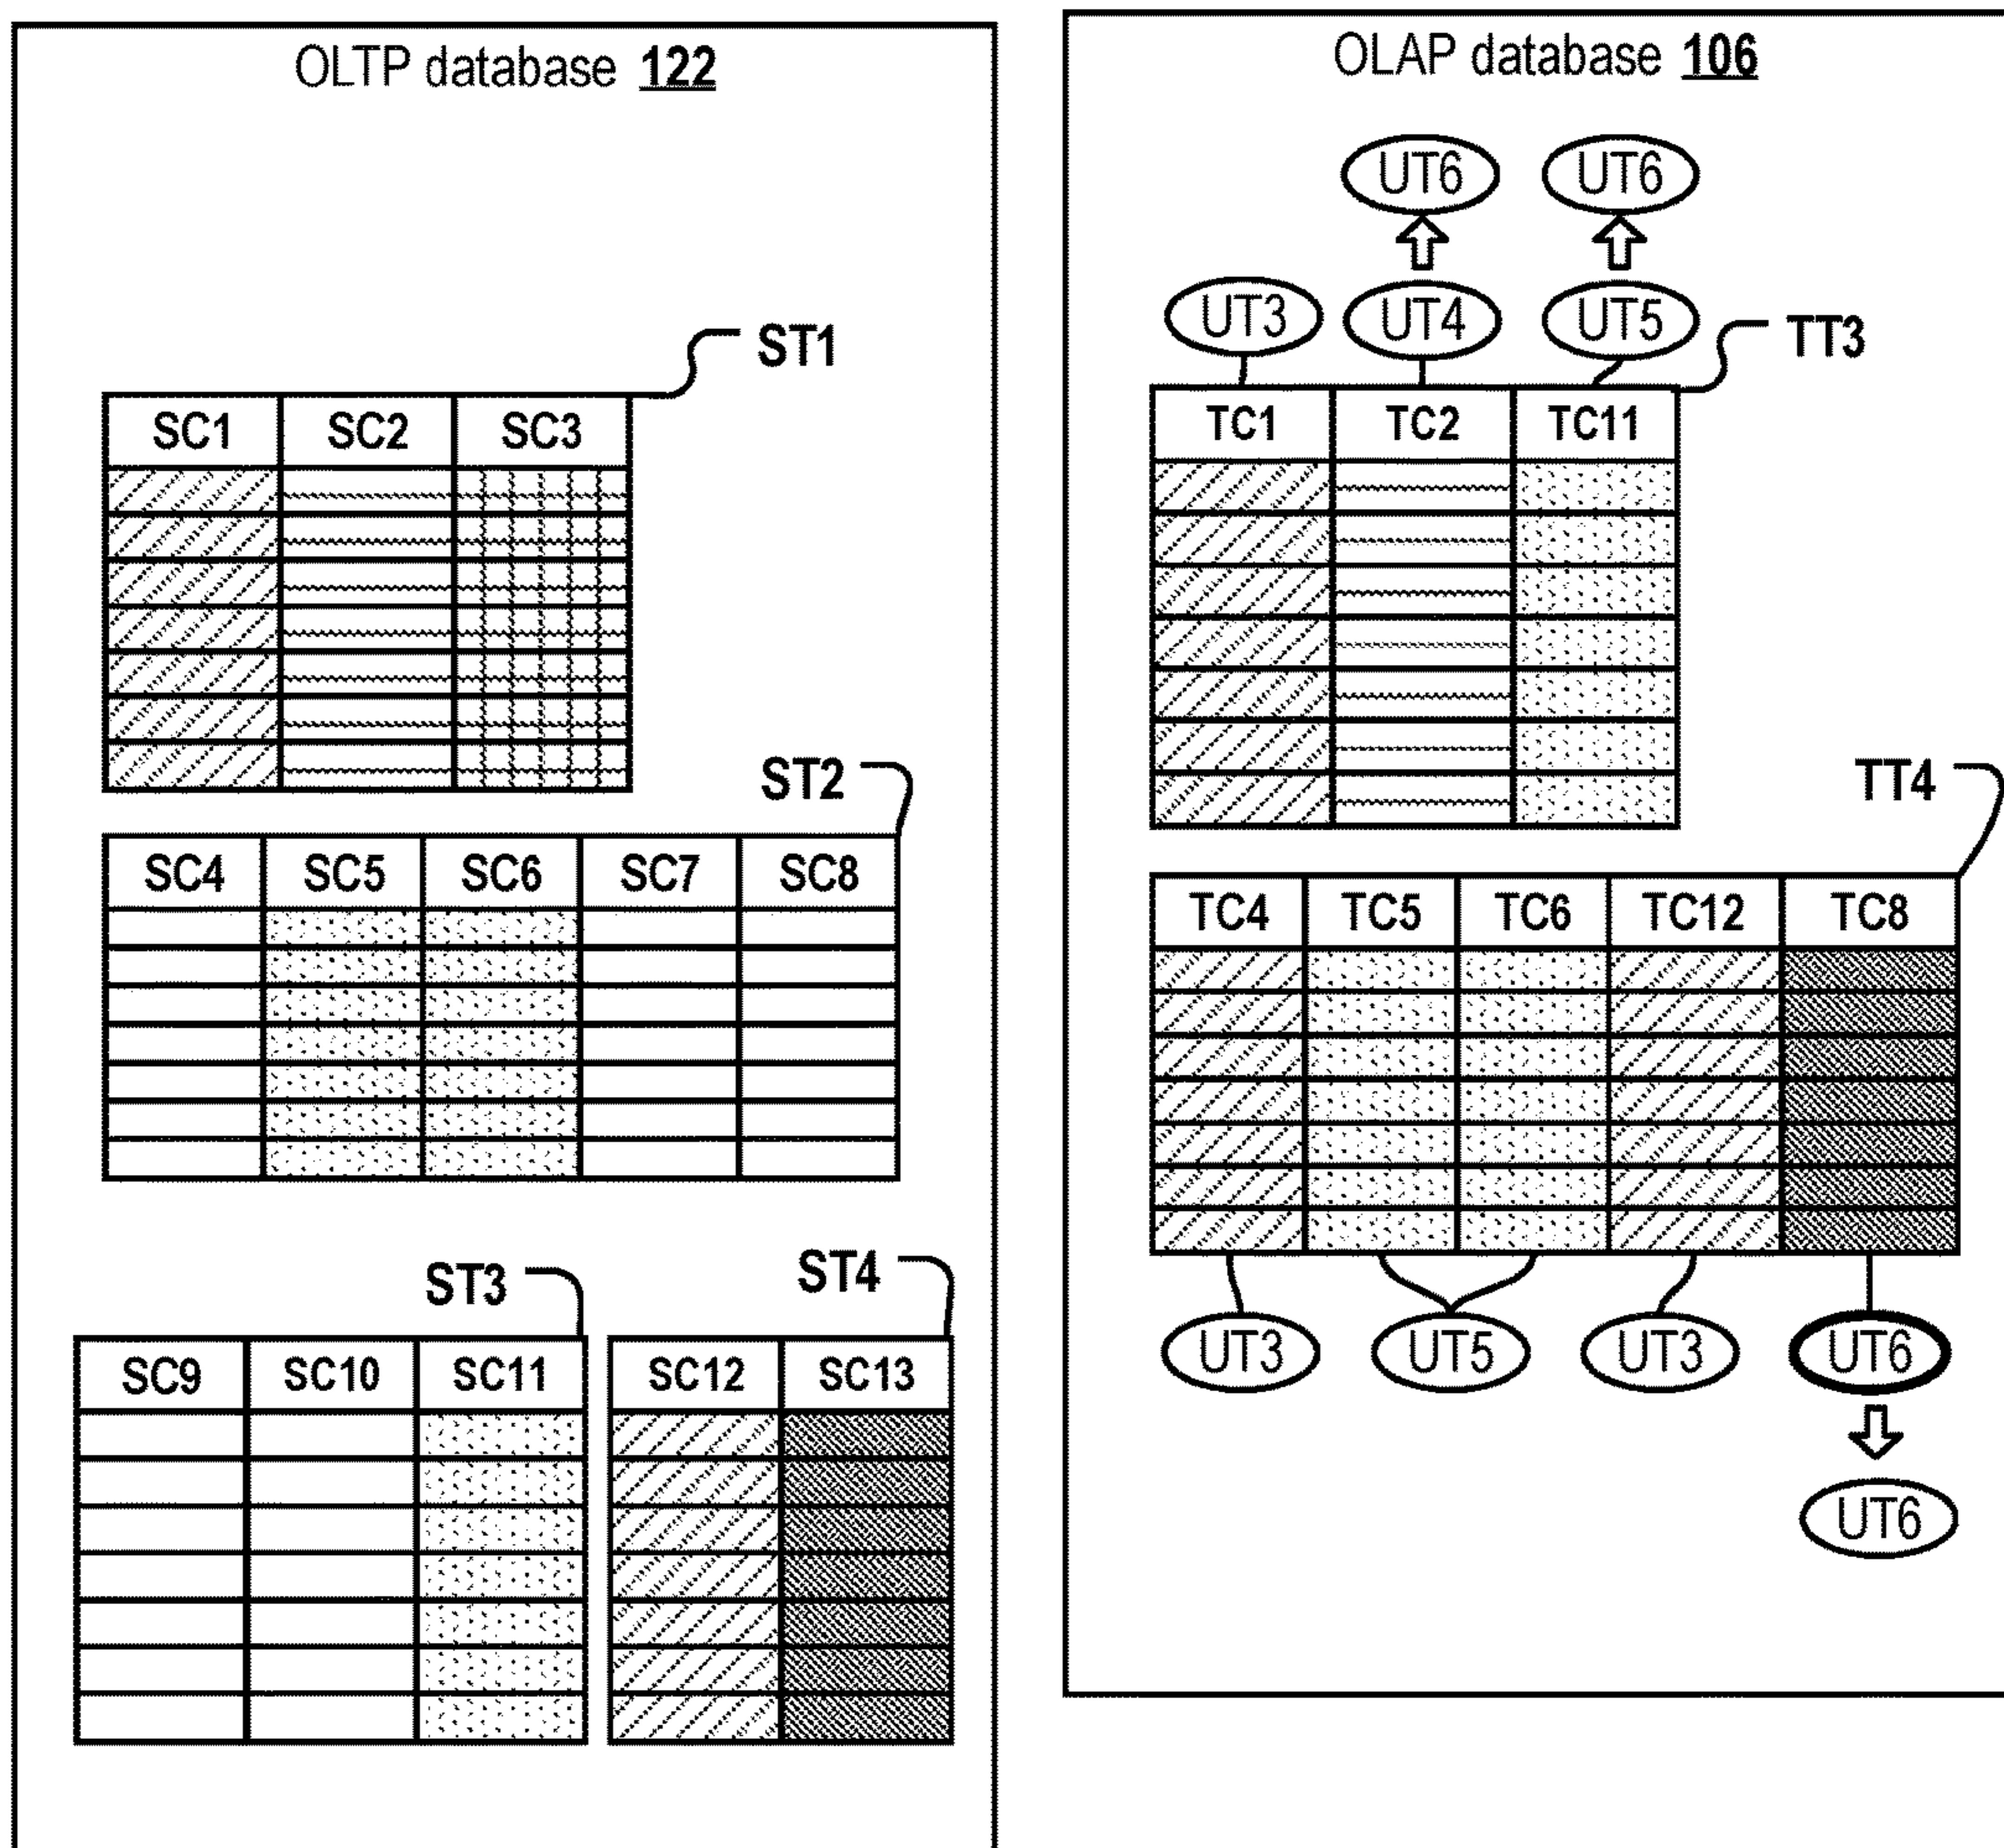 OLTP database 122
ST1
SC1 SC2 SC3
ST2
SC4 SC5 SC6 SC7 SC8
ST3 ST4
SC9 SC10 SC11 SC12 SC13
OLAP database 106
UT6 UT6
UT3 UT4 UT5
TT3
TC1 TC2 TC11
TT4
TC4 TC5 TC6 TC12 TC8
UT3 UT5 UT3 UT6
UT6